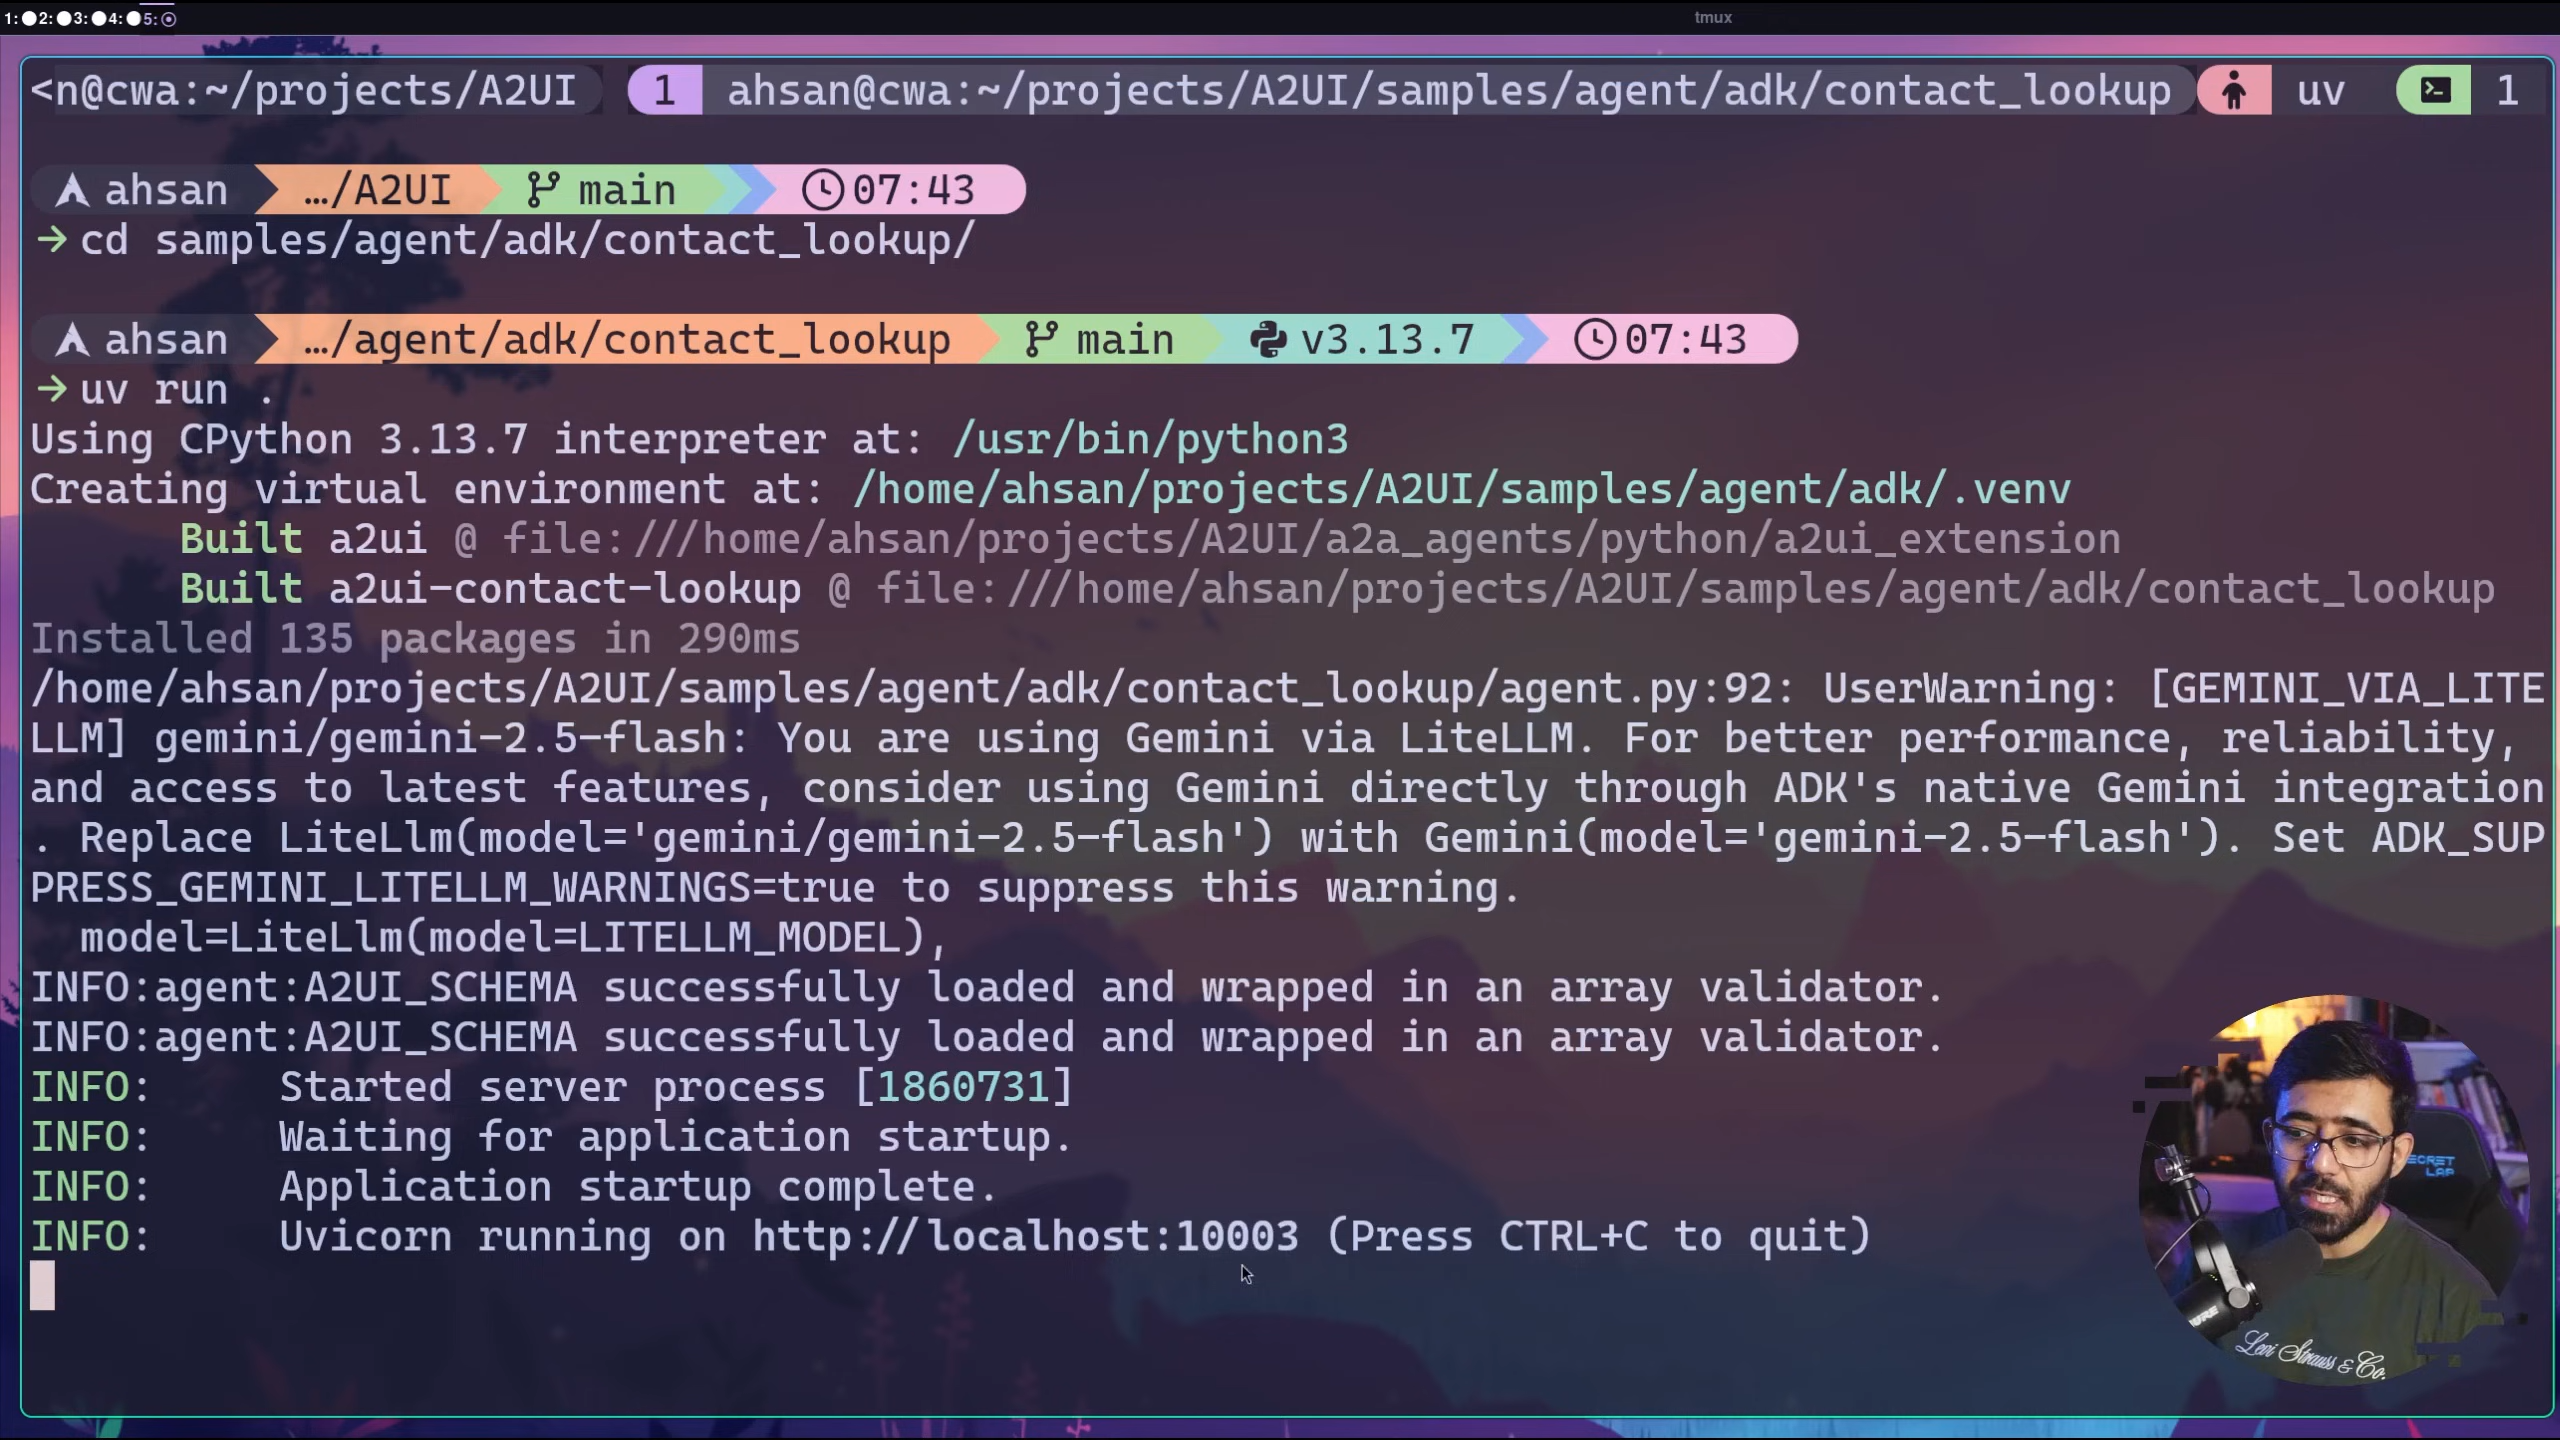 1: 2: 3: 4: 5:
tmux
<n@cwa:~/projects/A2UI 1 ahsan@cwa:~/projects/A2UI/samples/agent/adk/contact_lookup uv 1
ahsan …/A2UI main 07:43
→ cd samples/agent/adk/contact_lookup/
ahsan …/agent/adk/contact_lookup main v3.13.7 07:43
→ uv run .
Using CPython 3.13.7 interpreter at: /usr/bin/python3
Creating virtual environment at: /home/ahsan/projects/A2UI/samples/agent/adk/.venv
Built a2ui @ file:///home/ahsan/projects/A2UI/a2a_agents/python/a2ui_extension
Built a2ui-contact-lookup @ file:///home/ahsan/projects/A2UI/samples/agent/adk/contact_lookup
Installed 135 packages in 290ms
/home/ahsan/projects/A2UI/samples/agent/adk/contact_lookup/agent.py:92: UserWarning: [GEMINI_VIA_LITE
LLM] gemini/gemini-2.5-flash: You are using Gemini via LiteLLM. For better performance, reliability,
and access to latest features, consider using Gemini directly through ADK's native Gemini integration
. Replace LiteLlm(model='gemini/gemini-2.5-flash') with Gemini(model='gemini-2.5-flash'). Set ADK_SUP
PRESS_GEMINI_LITELLM_WARNINGS=true to suppress this warning.
model=LiteLlm(model=LITELLM_MODEL),
INFO:agent:A2UI_SCHEMA successfully loaded and wrapped in an array validator.
INFO:agent:A2UI_SCHEMA successfully loaded and wrapped in an array validator.
INFO: Started server process [1860731]
INFO: Waiting for application startup.
INFO: Application startup complete.
INFO: Uvicorn running on http://localhost:10003 (Press CTRL+C to quit)
Levi Strauss & Co.